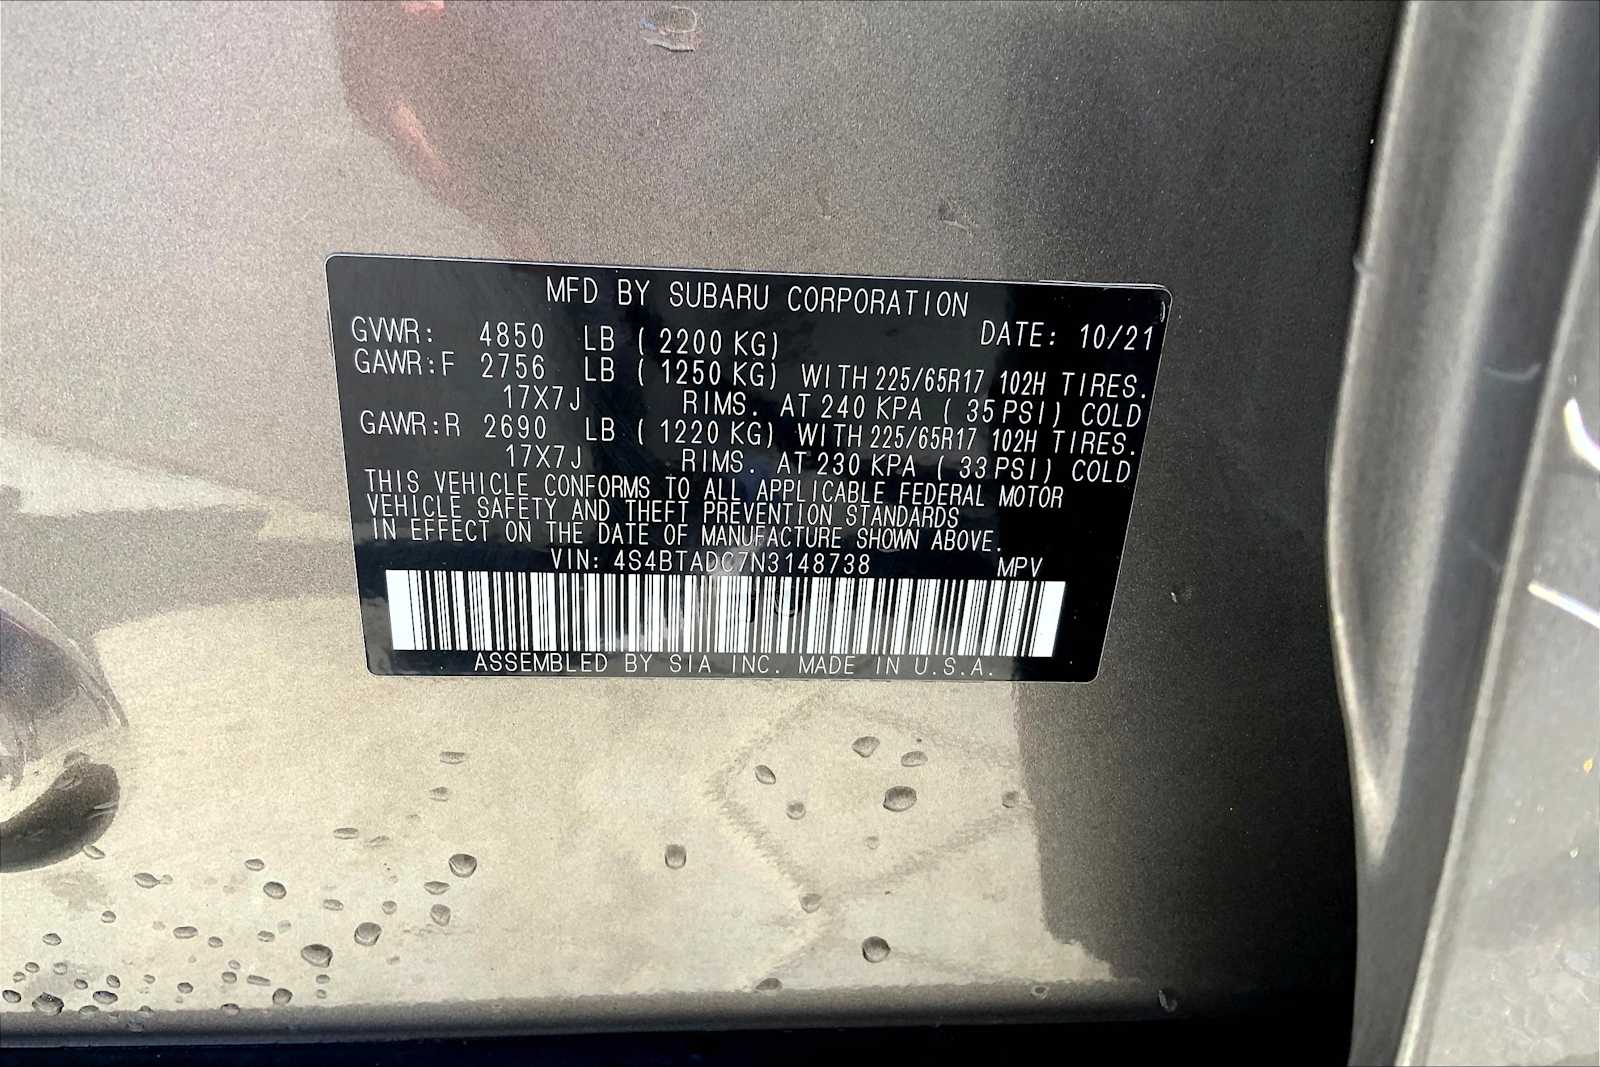 MFD BY SUBARU CORPORATION
GVWR: 4850 LB ( 2200 KG) DATE: 10/21
GAWR:F 2756 LB ( 1250 KG) WITH 225/65R17 102H TIRES.
17X7J RIMS. AT 240 KPA ( 35 PSI) COLD
GAWR:R 2690 LB ( 1220 KG) WITH 225/65R17 102H TIRES.
17X7J RIMS. AT 230 KPA ( 33 PSI) COLD
THIS VEHICLE CONFORMS TO ALL APPLICABLE FEDERAL MOTOR
VEHICLE SAFETY AND THEFT PREVENTION STANDARDS
IN EFFECT ON THE DATE OF MANUFACTURE SHOWN ABOVE.
VIN: 4S4BTADC7N3148738 MPV
ASSEMBLED BY SIA INC. MADE IN U.S.A.